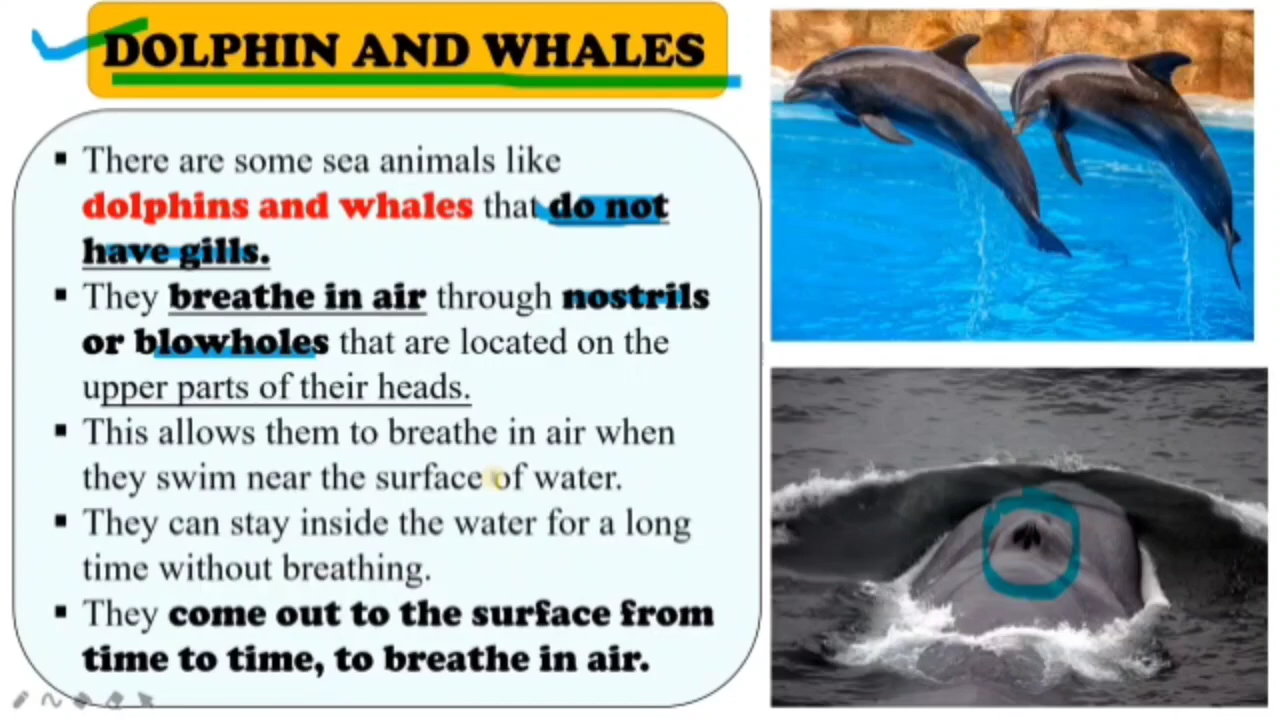 DOLPHIN AND WHALES
▪ There are some sea animals like
dolphins and whales that do not
have gills.
▪ They breathe in air through nostrils
or blowholes that are located on the
upper parts of their heads.
▪ This allows them to breathe in air when
they swim near the surface of water.
▪ They can stay inside the water for a long
time without breathing.
▪ They come out to the surface from
time to time, to breathe in air.